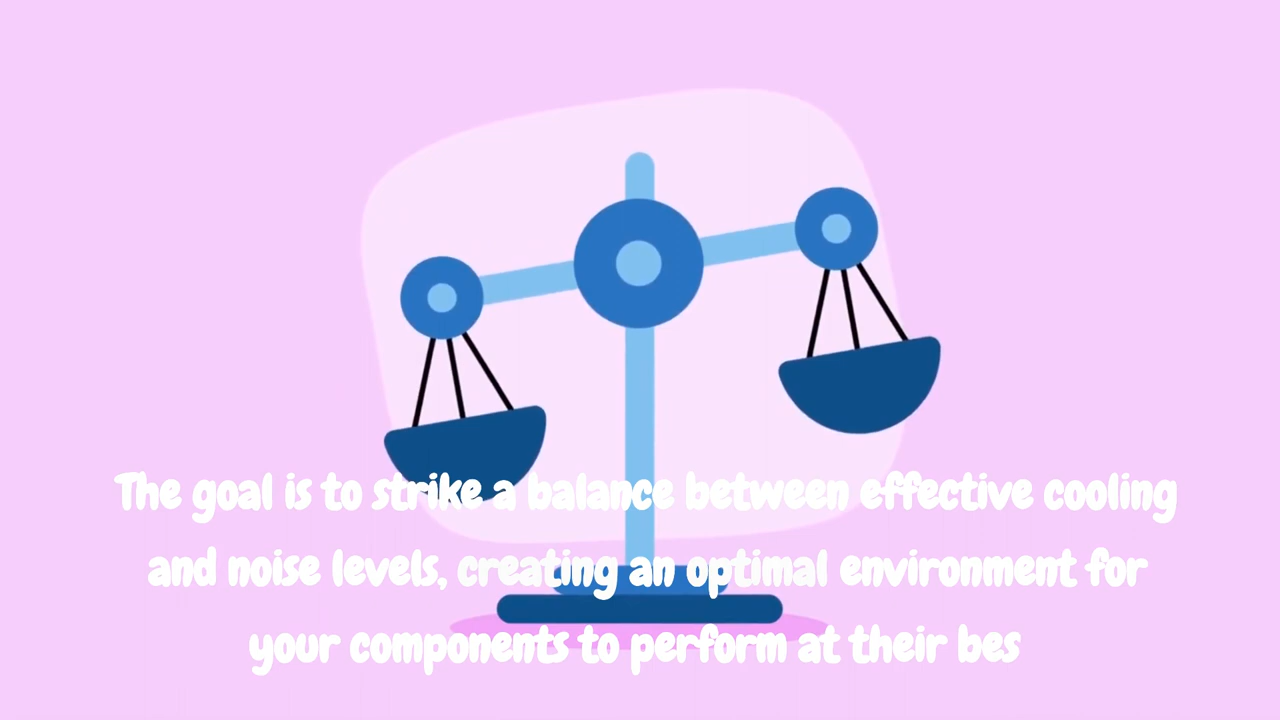 The goal is to strike a balance between effective cooling
and noise levels, creating an optimal environment for
your components to perform at their bes